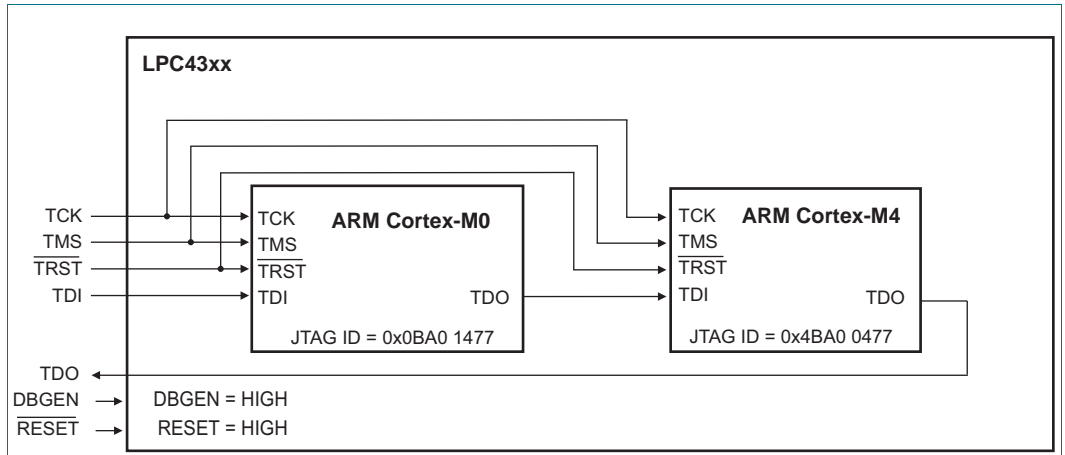 LPC43xx
TCK
TMS
TRST
TDI
TDO
DBGEN
RESET
TCK
TMS
TRST
TDI
ARM Cortex-M0
TDO
JTAG ID = 0x0BA0 1477
TCK
TMS
TRST
TDI
ARM Cortex-M4
TDO
JTAG ID = 0x4BA0 0477
DBGEN = HIGH
RESET = HIGH